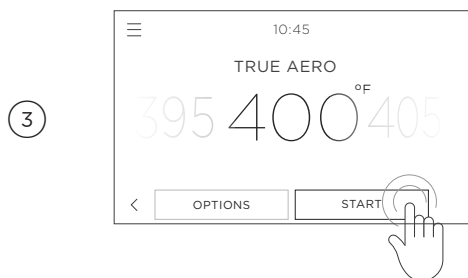 10:45
TRUE AERO
3
395 400°F 405
< OPTIONS START